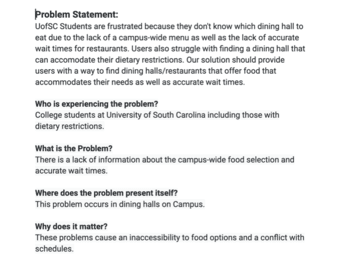 Problem Statement:
UofSC Students are frustrated because they don't know which dining hall to
eat due to the lack of a campus-wide menu as well as the lack of accurate
wait times for restaurants. Users also struggle with finding a dining hall that
can accomodate their dietary restrictions. Our solution should provide
users with a way to find dining halls/restaurants that offer food that
accommodates their needs as well as accurate wait times.
Who is experiencing the problem?
College students at University of South Carolina including those with
dietary restrictions.
What is the Problem?
There is a lack of information about the campus-wide food selection and
accurate wait times.
Where does the problem present itself?
This problem occurs in dining halls on Campus.
Why does it matter?
These problems cause an inaccessibility to food options and a conflict with
schedules.